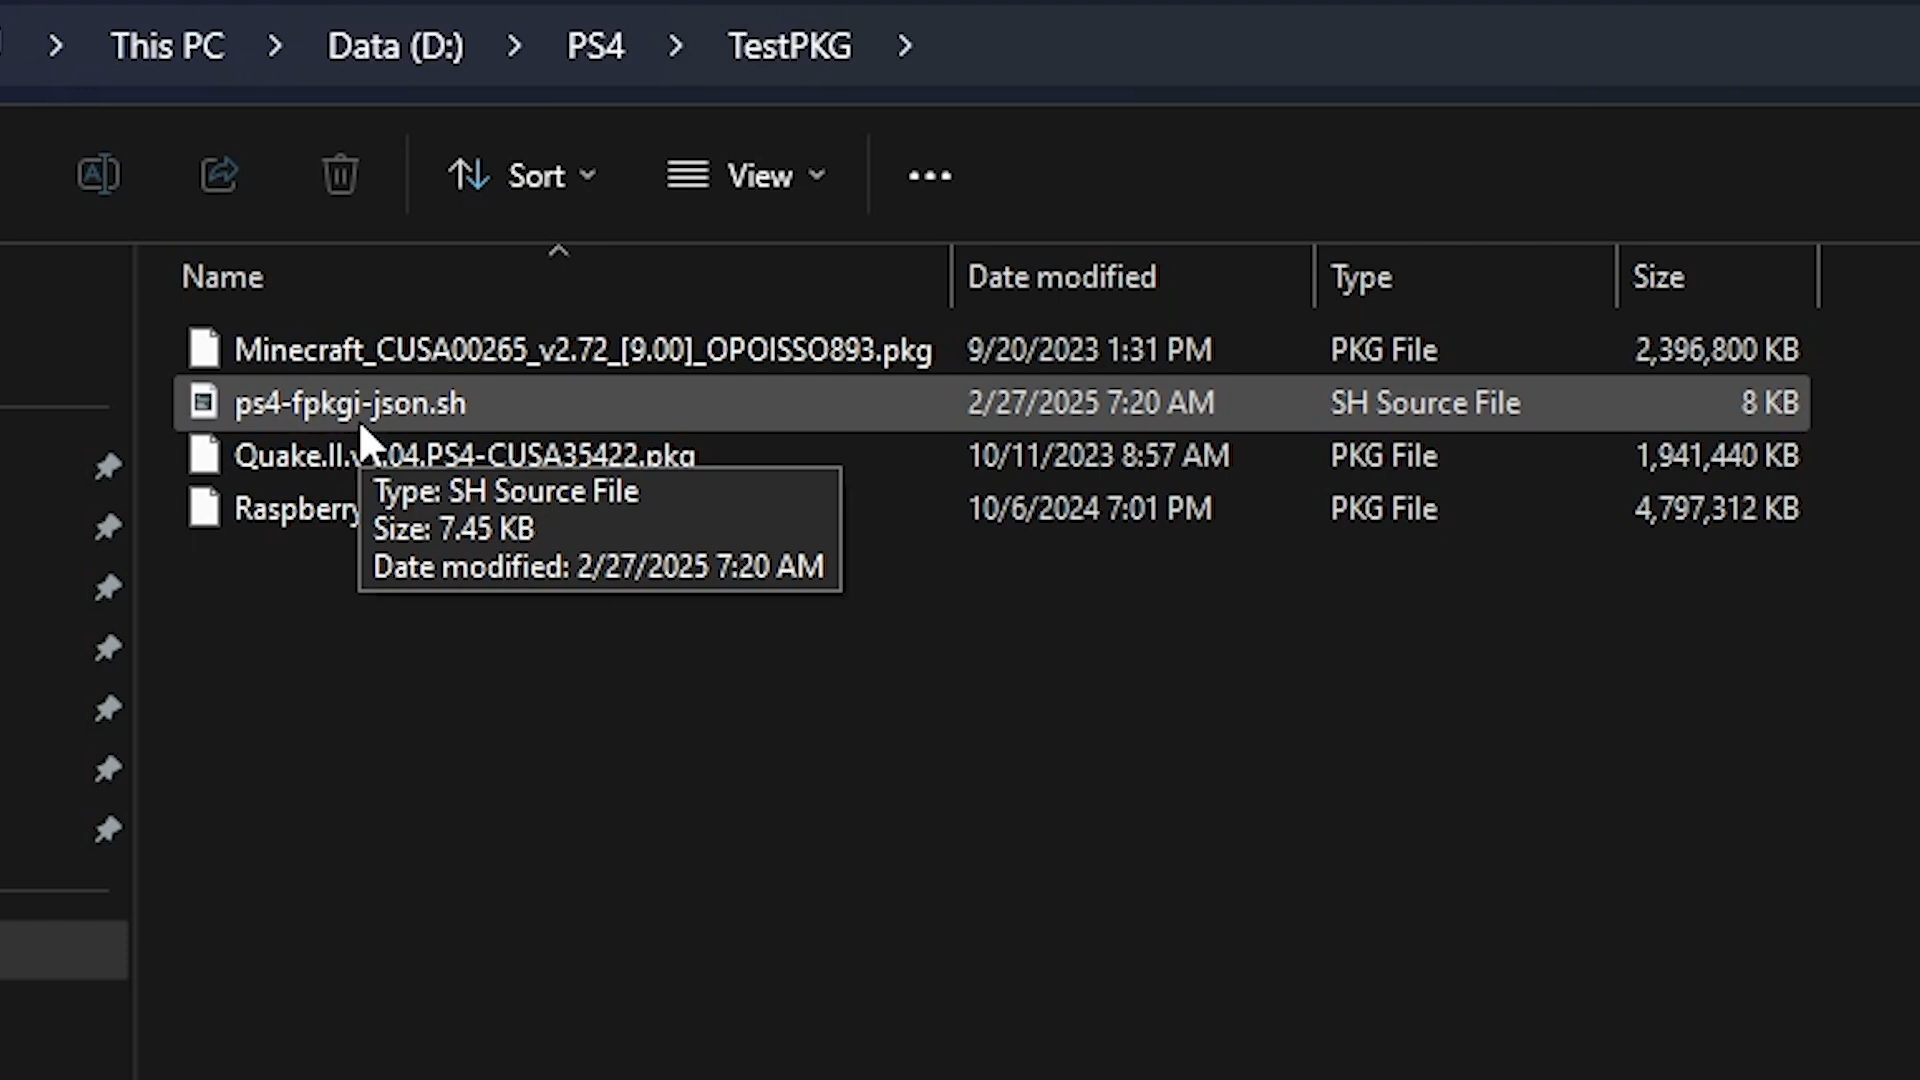 This PC > Data (D:) > PS4 > TestPKG >
Sort View •••
Name Date modified Type Size
Minecraft_CUSA00265_v2.72_[9.00]_OPOISSO893.pkg 9/20/2023 1:31 PM PKG File 2,396,800 KB
ps4-fpkgi-json.sh 2/27/2025 7:20 AM SH Source File 8 KB
Quake.II.v .04.PS4-CUSA35422.pkg 10/11/2023 8:57 AM PKG File 1,941,440 KB
Raspberry 10/6/2024 7:01 PM PKG File 4,797,312 KB
Type: SH Source File
Size: 7.45 KB
Date modified: 2/27/2025 7:20 AM